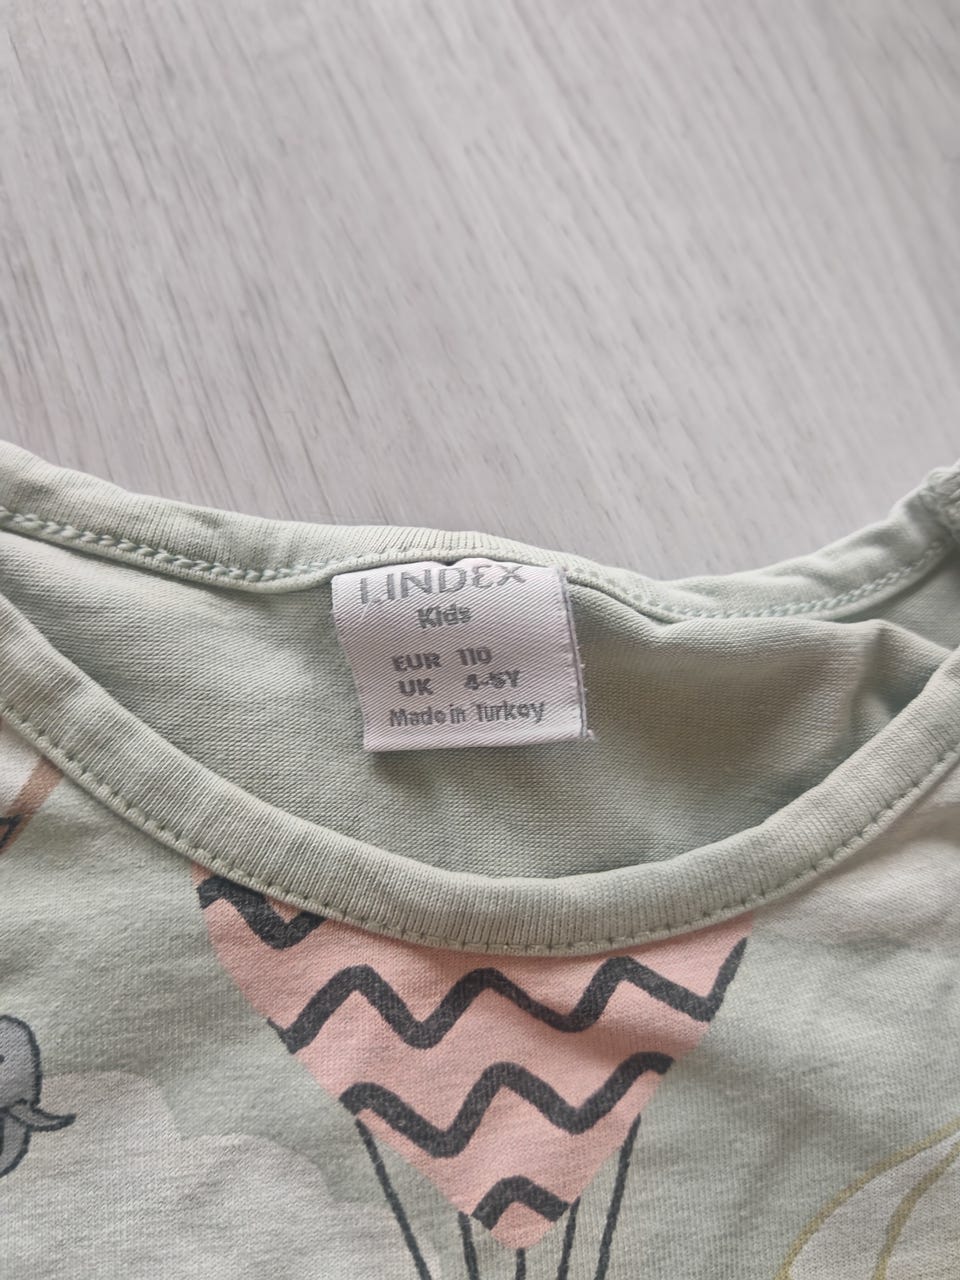 LINDEX
Kids
EUR 110
UK 4-5Y
Made in Turkey